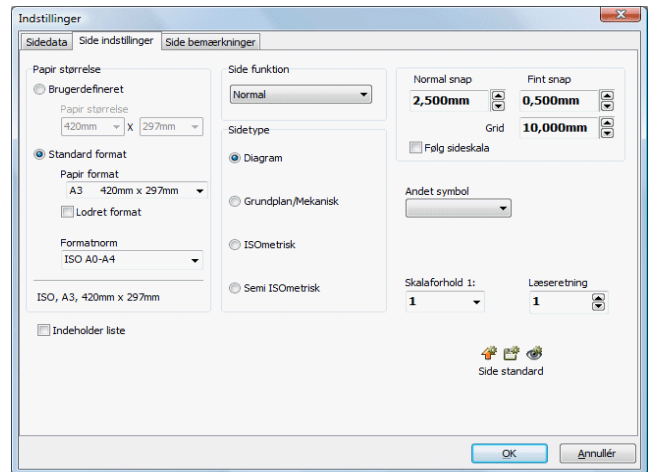 Indstillinger
Sidedata Side indstillinger Side bemærkninger
Papir størrelse
Brugerdefineret
Papir størrelse
420mm X 297mm
Standard format
Papir format
A3 420mm x 297mm
Lodret format
Formatnorm
ISO A0-A4
ISO, A3, 420mm x 297mm
Indeholder liste
Side funktion
Normal
Sidetype
Diagram
Grundplan/Mekanisk
ISOmetrisk
Semi ISOmetrisk
Normal snap Fint snap
2,500mm 0,500mm
Grid 10,000mm
Følg sideskala
Andet symbol
Skalaforhold 1: Læseretning
1 1
Side standard
OK Annullér